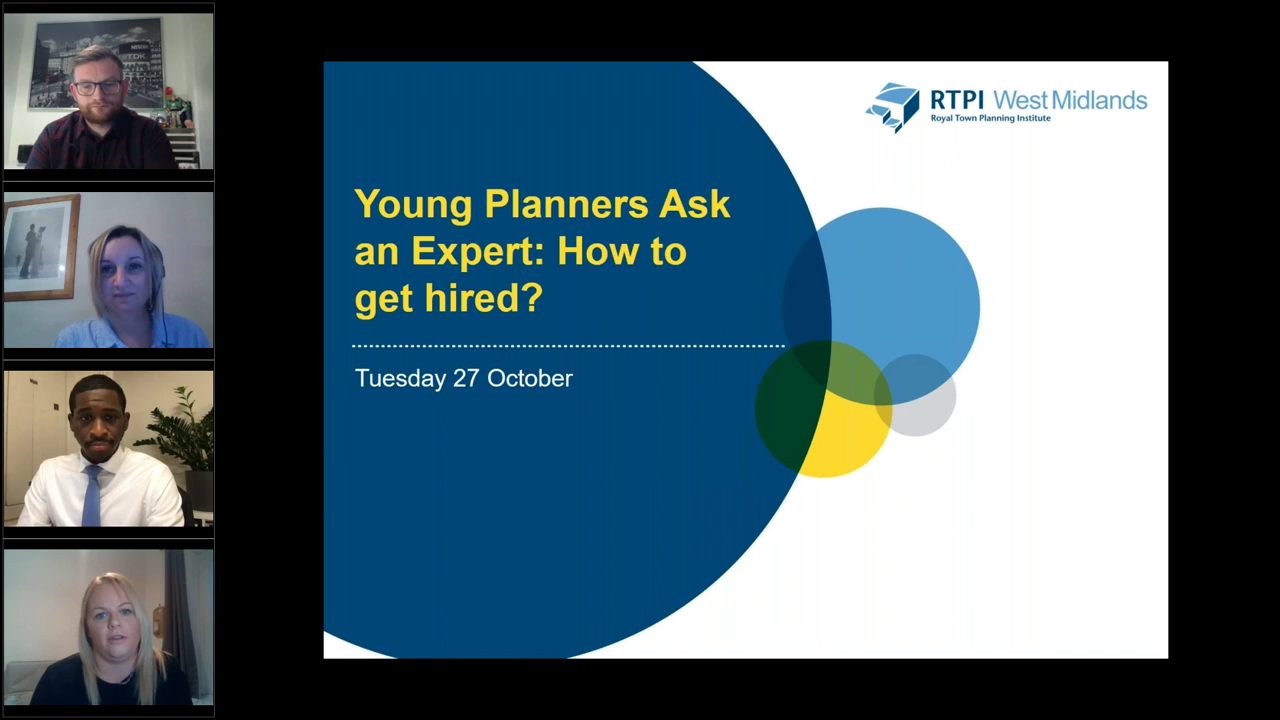 RTPI West Midlands
Royal Town Planning Institute
Young Planners Ask
an Expert: How to
get hired?
Tuesday 27 October
TDK